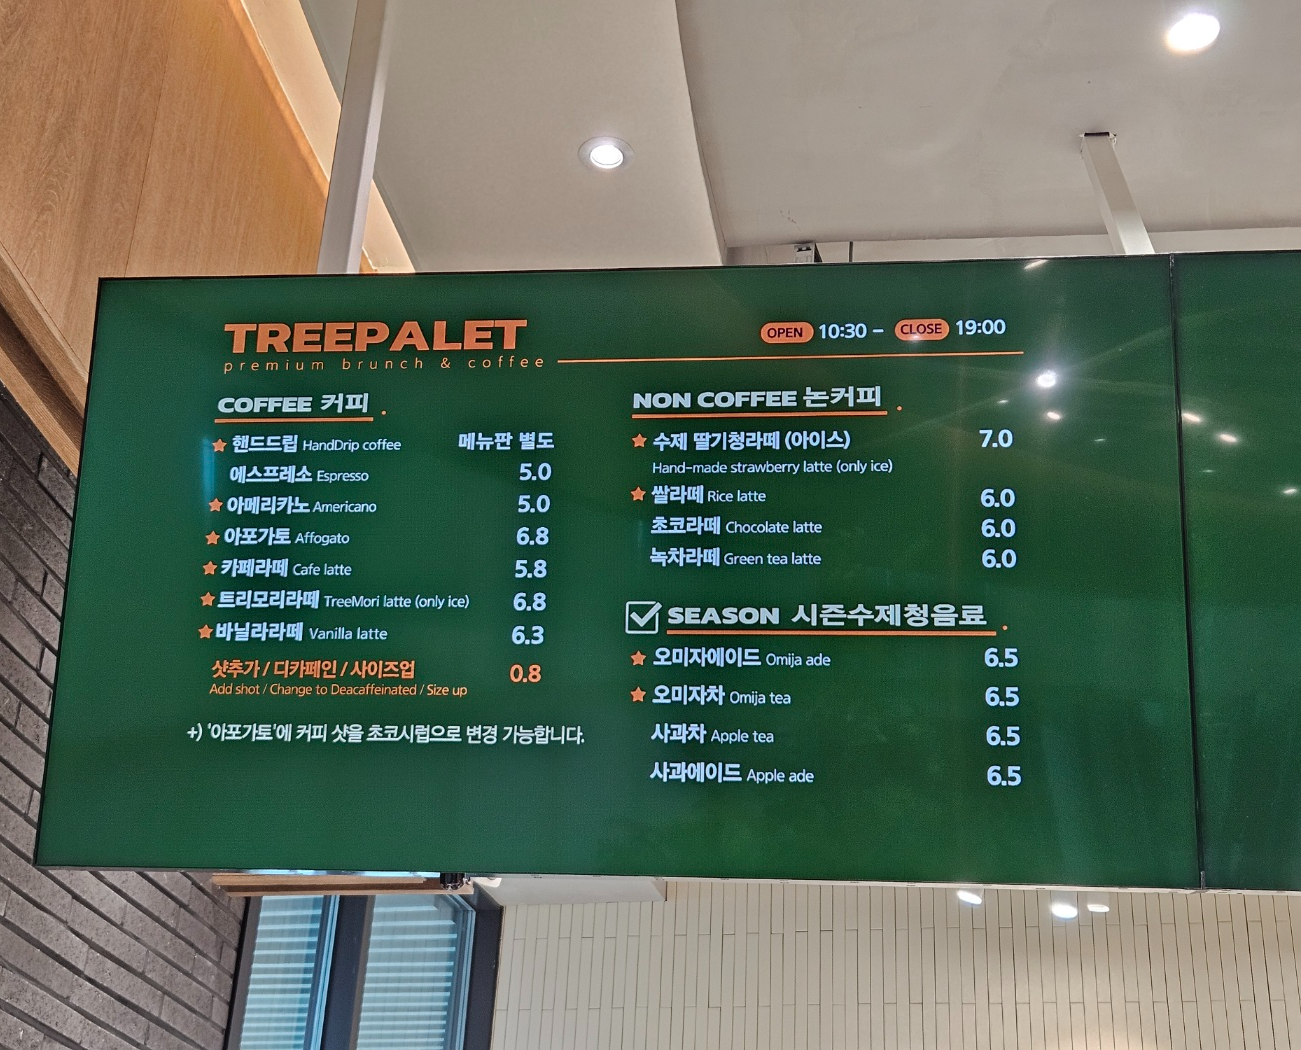 TREEPALET
premium brunch & coffee
OPEN 10:30 - CLOSE 19:00
COFFEE 커피
★ 핸드드립 HandDrip coffee 메뉴판 별도
에스프레소 Espresso 5.0
★ 아메리카노 Americano 5.0
★ 아포가토 Affogato 6.8
★ 카페라떼 Cafe latte 5.8
★ 트리모리라떼 TreeMori latte (only ice) 6.8
★ 바닐라라떼 Vanilla latte 6.3
샷추가 / 디카페인 / 사이즈업 0.8
Add shot / Change to Deacaffeinated / Size up
+) '아포가토'에 커피 샷을 초코시럽으로 변경 가능합니다.
NON COFFEE 논커피
★ 수제 딸기청라떼 (아이스) 7.0
Hand-made strawberry latte (only ice)
★ 쌀라떼 Rice latte 6.0
초코라떼 Chocolate latte 6.0
녹차라떼 Green tea latte 6.0
SEASON 시즌수제청음료
★ 오미자에이드 Omija ade 6.5
★ 오미자차 Omija tea 6.5
사과차 Apple tea 6.5
사과에이드 Apple ade 6.5